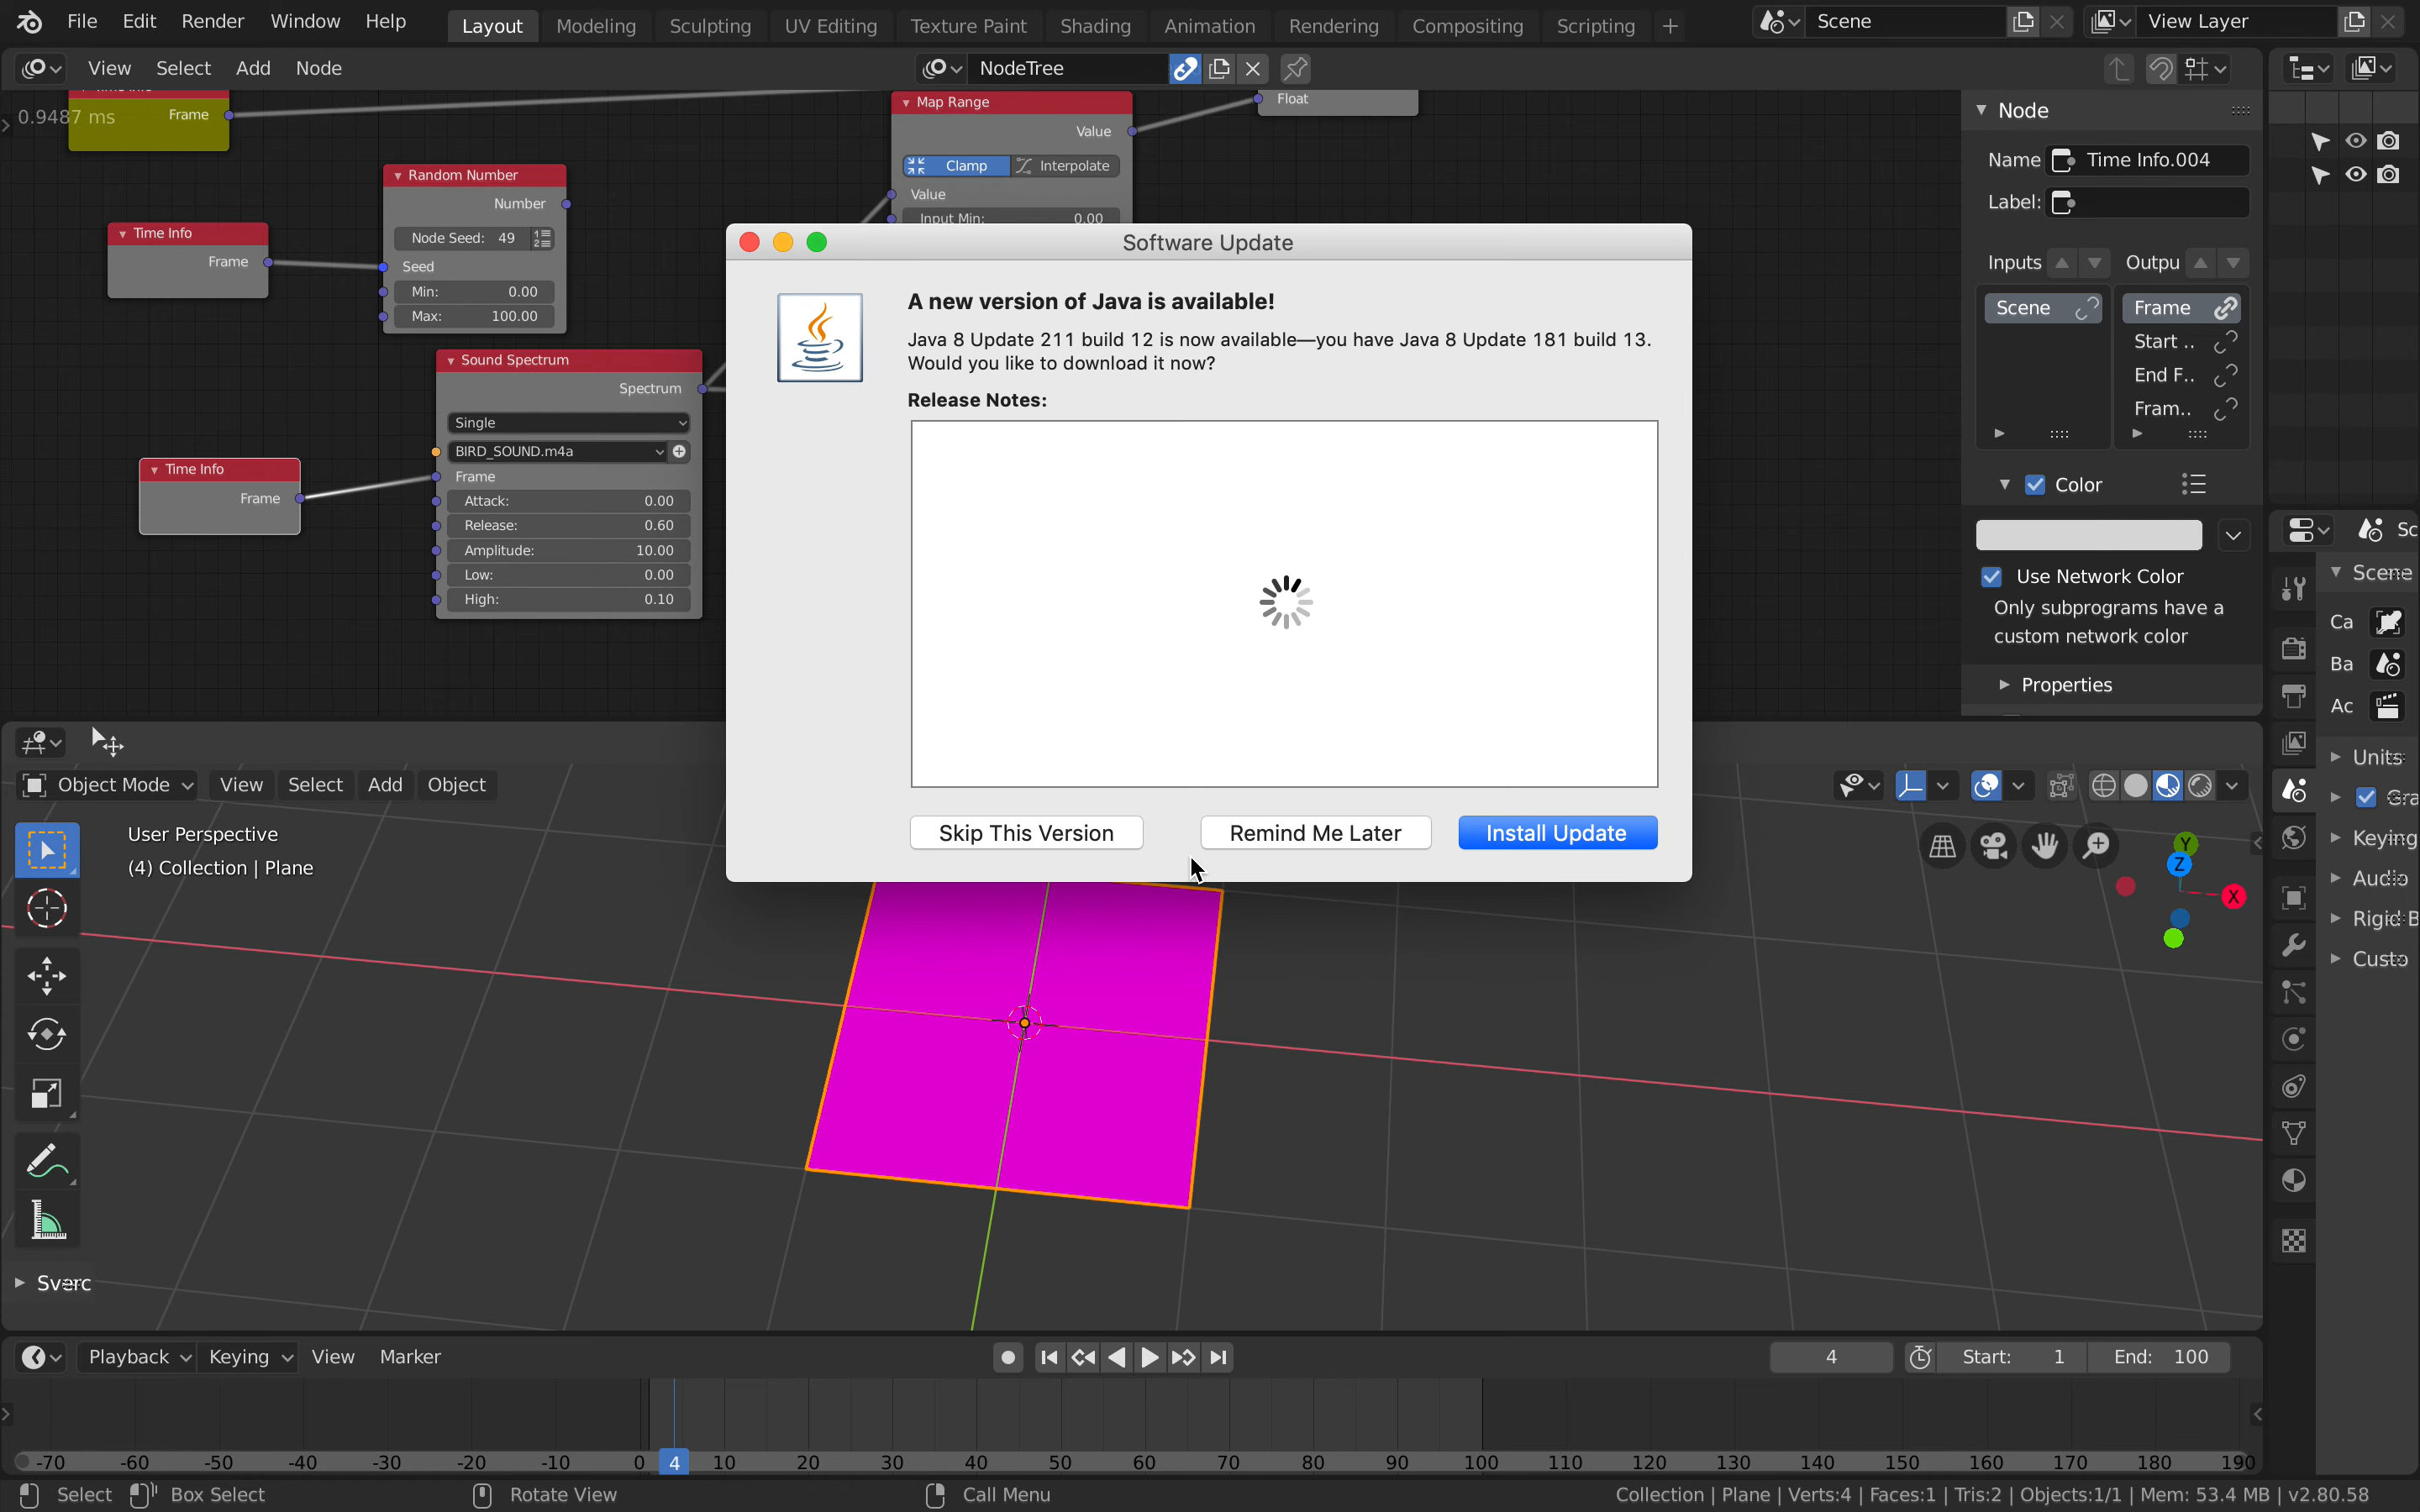 File Edit Render Window Help Layout Modeling Sculpting UV Editing Texture Paint Shading Animation Rendering Compositing Scripting + Scene View Layer
View Select Add Node NodeTree
0.9487 ms
Frame
Map Range
Value
Clamp Interpolate
Value
Input Min: 0.00
Float
Random Number
Number
Node Seed: 49
Seed
Min: 0.00
Max: 100.00
Time Info
Frame
Sound Spectrum
Spectrum
Single
BIRD_SOUND.m4a
Frame
Attack: 0.00
Release: 0.60
Amplitude: 10.00
Low: 0.00
High: 0.10
Time Info
Frame
Software Update
A new version of Java is available!
Java 8 Update 211 build 12 is now available—you have Java 8 Update 181 build 13.
Would you like to download it now?
Release Notes:
Skip This Version Remind Me Later Install Update
Node
Name Time Info.004
Label:
Inputs Outpu
Scene Frame
Start ..
End F..
Fram..
Color
Use Network Color
Only subprograms have a
custom network color
Properties
Sc
Scene
Ca
Ba
Ac
Units
Gra
Keying
Audio
Rigid B
Custo
Object Mode View Select Add Object
User Perspective
(4) Collection | Plane
Y
Z
X
Playback Keying View Marker 4 Start: 1 End: 100
-70 -60 -50 -40 -30 -20 -10 0 4 10 20 30 40 50 60 70 80 90 100 110 120 130 140 150 160 170 180 190
Select Box Select Rotate View Call Menu Collection | Plane | Verts:4 | Faces:1 | Tris:2 | Objects:1/1 | Mem: 53.4 MB | v2.80.58